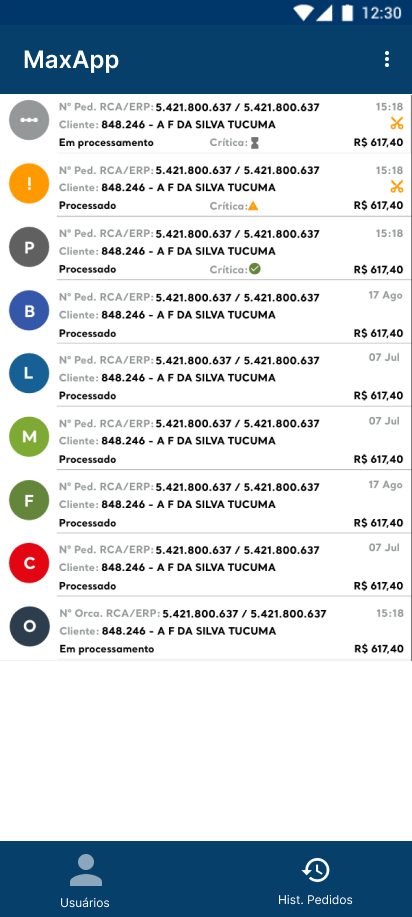 12:30
MaxApp
Nº Ped. RCA/ERP: 5.421.800.637 / 5.421.800.637 15:18
Cliente: 848.246 - A F DA SILVA TUCUMA
Em processamento Crítica: R$ 617,40
! Nº Ped. RCA/ERP: 5.421.800.637 / 5.421.800.637 15:18
Cliente: 848.246 - A F DA SILVA TUCUMA
Processado Crítica: R$ 617,40
P Nº Ped. RCA/ERP: 5.421.800.637 / 5.421.800.637 15:18
Cliente: 848.246 - A F DA SILVA TUCUMA
Processado Crítica: R$ 617,40
B Nº Ped. RCA/ERP: 5.421.800.637 / 5.421.800.637 17 Ago
Cliente: 848.246 - A F DA SILVA TUCUMA
Processado R$ 617,40
L Nº Ped. RCA/ERP: 5.421.800.637 / 5.421.800.637 07 Jul
Cliente: 848.246 - A F DA SILVA TUCUMA
Processado R$ 617,40
M Nº Ped. RCA/ERP: 5.421.800.637 / 5.421.800.637 07 Jul
Cliente: 848.246 - A F DA SILVA TUCUMA
Processado R$ 617,40
F Nº Ped. RCA/ERP: 5.421.800.637 / 5.421.800.637 17 Ago
Cliente: 848.246 - A F DA SILVA TUCUMA
Processado R$ 617,40
C Nº Ped. RCA/ERP: 5.421.800.637 / 5.421.800.637 07 Jul
Cliente: 848.246 - A F DA SILVA TUCUMA
Processado R$ 617,40
O Nº Orca. RCA/ERP: 5.421.800.637 / 5.421.800.637 15:18
Cliente: 848.246 - A F DA SILVA TUCUMA
Em processamento R$ 617,40
Usuários Hist. Pedidos